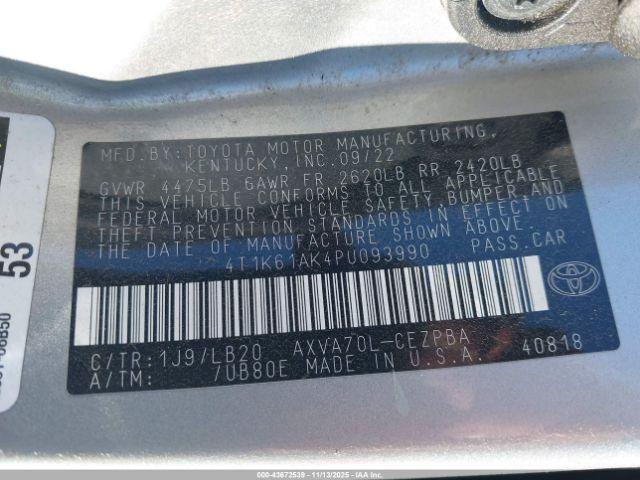 MFD.BY:TOYOTA MOTOR MANUFACTURING,
KENTUCKY,INC.09/22
GVWR 4475LB GAWR FR 2620LB RR 2420LB
THIS VEHICLE CONFORMS TO ALL APPLICABLE
FEDERAL MOTOR VEHICLE SAFETY,BUMPER AND
THEFT PREVENTION STANDARDS IN EFFECT ON
THE DATE OF MANUFACTURE SHOWN ABOVE.
4T1K61AK4PU093990 PASS.CAR
C/TR:1J9/LB20 AXVA70L-CEZPBA
A/TM: /UB80E MADE IN U.S.A. 40818
53
000-43672539 - 11/13/2025 - IAAI.COM